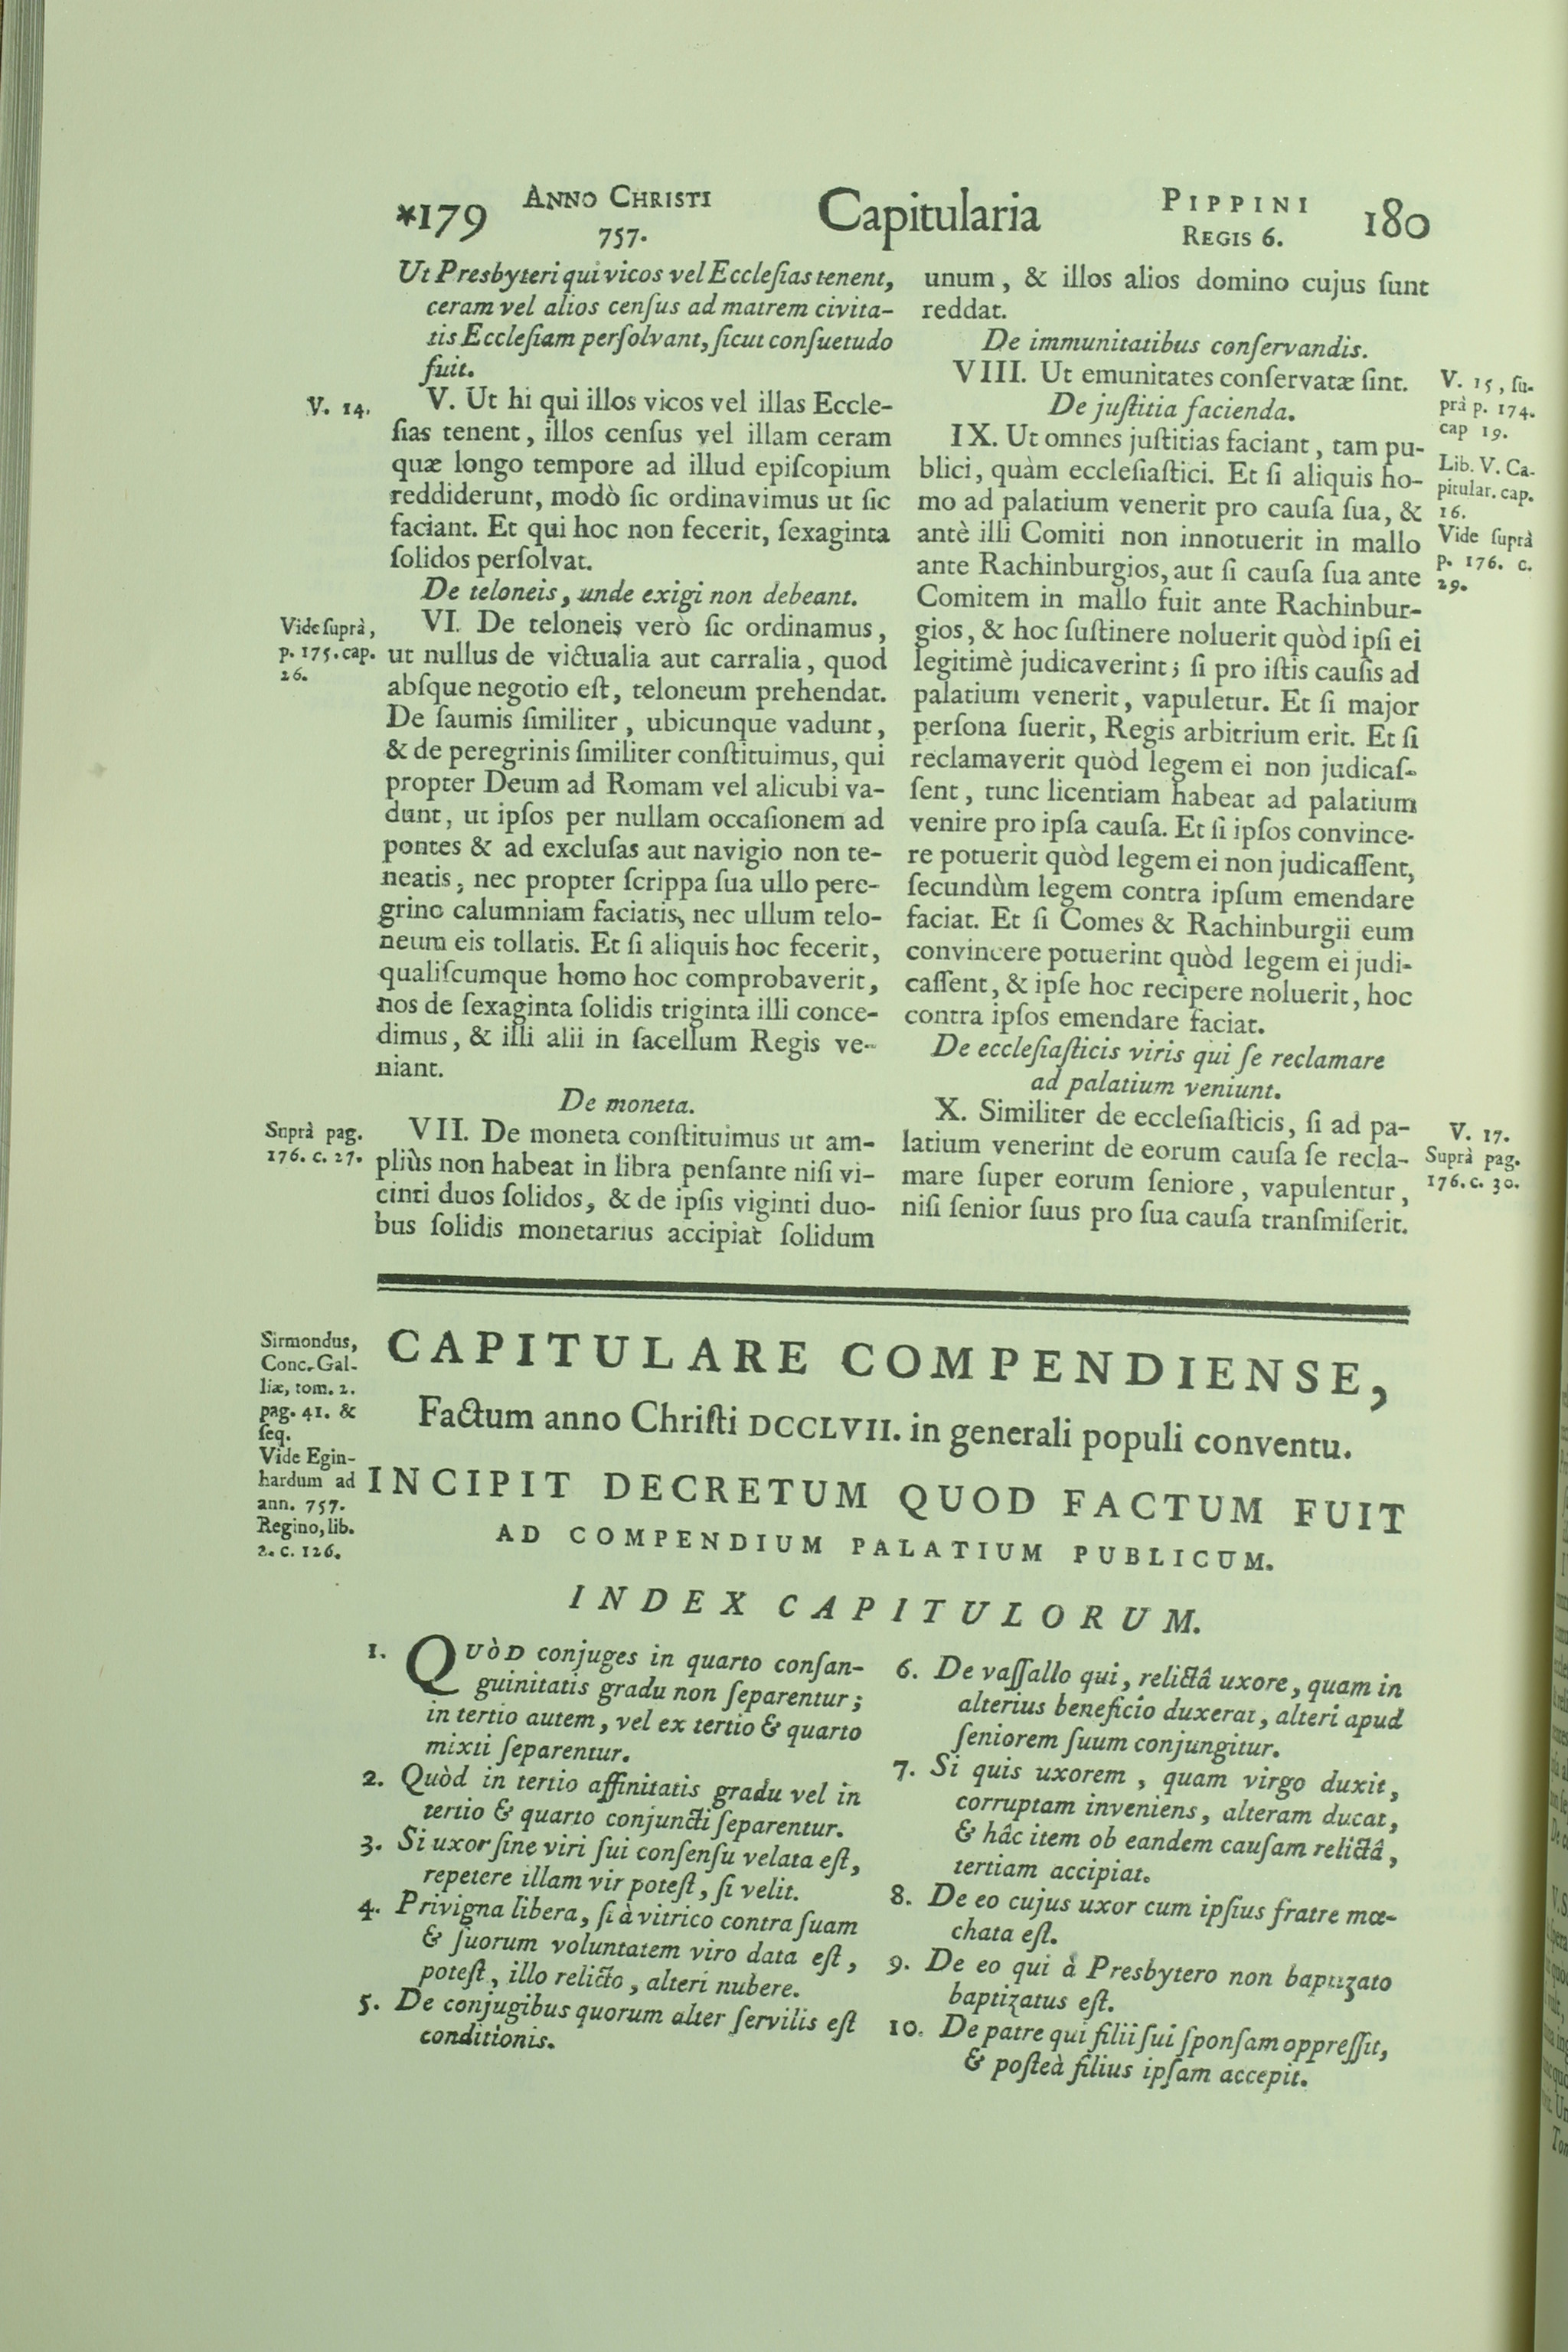 *179
ANNO CHRISTI
757.
Capitularia
PIPPINI
REGIS 6.
180
Ut Presbyteri qui vicos vel Eccleſias tenent,
ceram vel alios cenſus ad matrem civita-
tis Eccleſiam perſolvant, ſicut conſuetudo
fuit.
V. 14.
V. Ut hi qui illos vicos vel illas Eccle-
ſias tenent, illos cenſus vel illam ceram
quæ longo tempore ad illud epiſcopium
reddiderunt, modò ſic ordinavimus ut ſic
faciant. Et qui hoc non fecerit, ſexaginta
ſolidos perſolvat.
De teloneis, unde exigi non debeant.
Vide ſuprà,
p. 175. cap.
26.
VI. De teloneis verò ſic ordinamus,
ut nullus de victualia aut carralia, quod
abſque negotio eſt, teloneum prehendat.
De ſaumis ſimiliter, ubicunque vadunt,
& de peregrinis ſimiliter conſtituimus, qui
propter Deum ad Romam vel alicubi va-
dunt, ut ipſos per nullam occaſionem ad
pontes & ad excluſas aut navigio non te-
neatis, nec propter ſcrippa ſua ullo pere-
grino calumniam faciatis, nec ullum telo-
neum eis tollatis. Et ſi aliquis hoc fecerit,
qualiſcumque homo hoc comprobaverit,
nos de ſexaginta ſolidis triginta illi conce-
dimus, & illi alii in ſacellum Regis ve-
niant.
De moneta.
Suprà pag.
176. c. 27.
VII. De moneta conſtituimus ut am-
pliùs non habeat in libra penſante niſi vi-
cinti duos ſolidos, & de ipſis viginti duo-
bus ſolidis monetarius accipiat ſolidum
unum, & illos alios domino cujus ſunt
reddat.
De immunitatibus conſervandis.
VIII. Ut emunitates conſervatæ ſint.
V. 15, ſu-
prà p. 174.
cap 19.
De juſtitia facienda.
IX. Ut omnes juſtitias faciant, tam pu-
blici, quàm eccleſiaſtici. Et ſi aliquis ho-
mo ad palatium venerit pro cauſa ſua, &
antè illi Comiti non innotuerit in mallo
ante Rachinburgios, aut ſi cauſa ſua ante
Comitem in mallo fuit ante Rachinbur-
gios, & hoc ſuſtinere noluerit quòd ipſi ei
legitimè judicaverint; ſi pro iſtis cauſis ad
palatium venerit, vapuletur. Et ſi major
perſona fuerit, Regis arbitrium erit. Et ſi
reclamaverit quòd legem ei non judicaſ-
ſent, tunc licentiam habeat ad palatium
venire pro ipſa cauſa. Et ſi ipſos convince-
re potuerit quòd legem ei non judicaſſent,
ſecundùm legem contra ipſum emendare
faciat. Et ſi Comes & Rachinburgii eum
convincere potuerint quòd legem ei judi-
caſſent, & ipſe hoc recipere noluerit, hoc
contra ipſos emendare faciat.
Lib. V. Ca-
pitular. cap.
16.
Vide ſuprà
p. 176. c.
29.
De eccleſiaſticis viris qui ſe reclamare
ad palatium veniunt.
X. Similiter de eccleſiaſticis, ſi ad pa-
latium venerint de eorum cauſa ſe recla-
mare ſuper eorum ſeniore, vapulentur,
niſi ſenior ſuus pro ſua cauſa tranſmiſerit.
V. 17.
Suprà pag.
176. c. 30.
Sirmondus,
Conc. Gal-
liæ, tom. 2.
pag. 41. &
ſeq.
Vide Egin-
hardum ad
ann. 757.
Regino, lib.
2. c. 126.
CAPITULARE COMPENDIENSE,
Factum anno Chriſti DCCLVII. in generali populi conventu.
INCIPIT DECRETUM QUOD FACTUM FUIT
AD COMPENDIUM PALATIUM PUBLICUM.
INDEX CAPITULORUM.
1. QUÒD conjuges in quarto conſan-
guinitatis gradu non ſeparentur;
in tertio autem, vel ex tertio & quarto
mixti ſeparentur.
2. Quòd in tertio affinitatis gradu vel in
tertio & quarto conjuncti ſeparentur.
3. Si uxor ſine viri ſui conſenſu velata eſt,
repetere illam vir poteſt, ſi velit.
4. Privigna libera, ſi à vitrico contra ſuam
& ſuorum voluntatem viro data eſt,
poteſt, illo relicto, alteri nubere.
5. De conjugibus quorum alter ſervilis eſt
conditionis.
6. De vaſſallo qui, relictâ uxore, quam in
alterius beneficio duxerat, alteri apud
ſeniorem ſuum conjungitur.
7. Si quis uxorem, quam virgo duxit,
corruptam inveniens, alteram ducat,
& hâc item ob eandem cauſam relictâ,
tertiam accipiat.
8. De eo cujus uxor cum ipſius fratre mœ-
chata eſt.
9. De eo qui à Presbytero non baptizato
baptizatus eſt.
10. De patre qui filii ſui ſponſam oppreſſit,
& poſteà filius ipſam accepit.